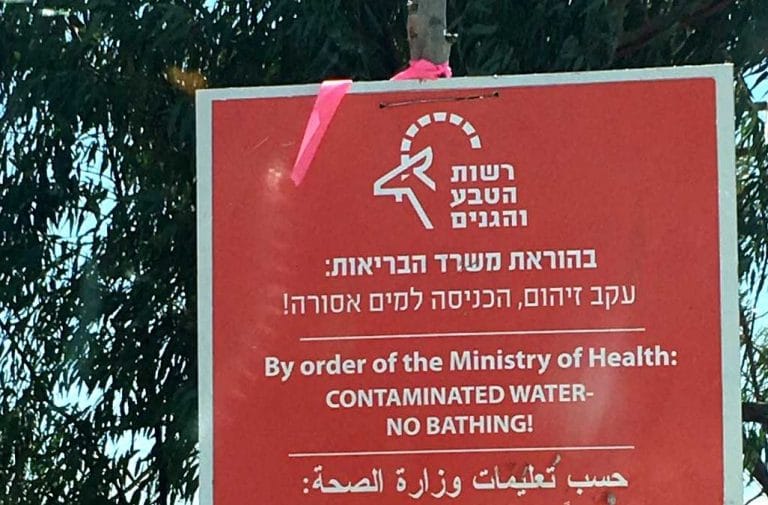 רשות
הטבע
והגנים
בהוראת משרד הבריאות:
עקב זיהום, הכניסה למים אסורה!
By order of the Ministry of Health:
CONTAMINATED WATER-
NO BATHING!
حسب تعليمات وزارة الصحة: